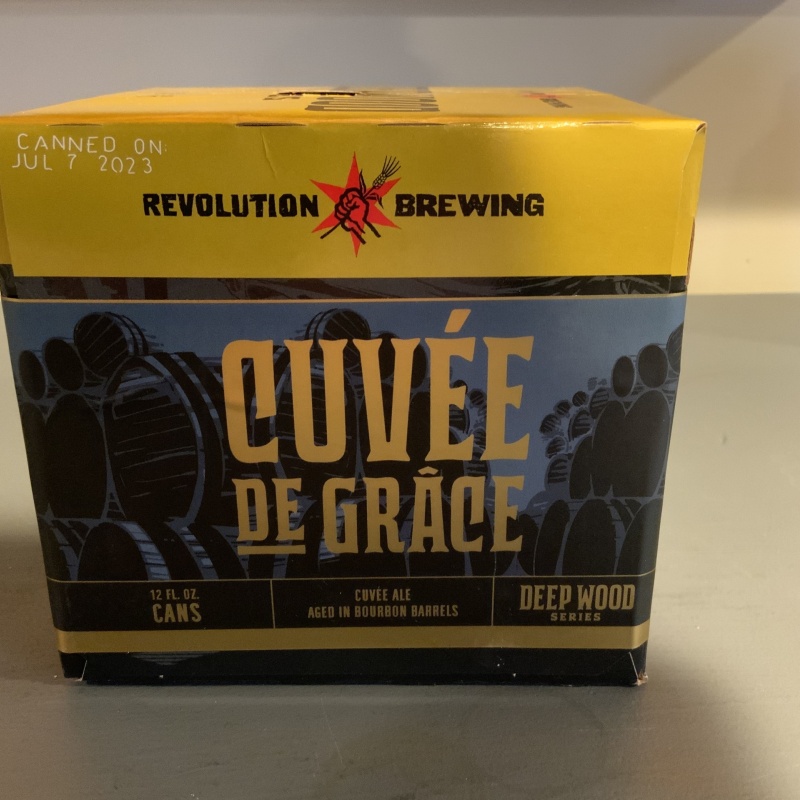 CANNED ON:
JUL 7 2023
REVOLUTION BREWING
CUVÉE
DE GRÂCE
12 FL. OZ.
CANS
CUVÉE ALE
AGED IN BOURBON BARRELS
DEEP WOOD
SERIES